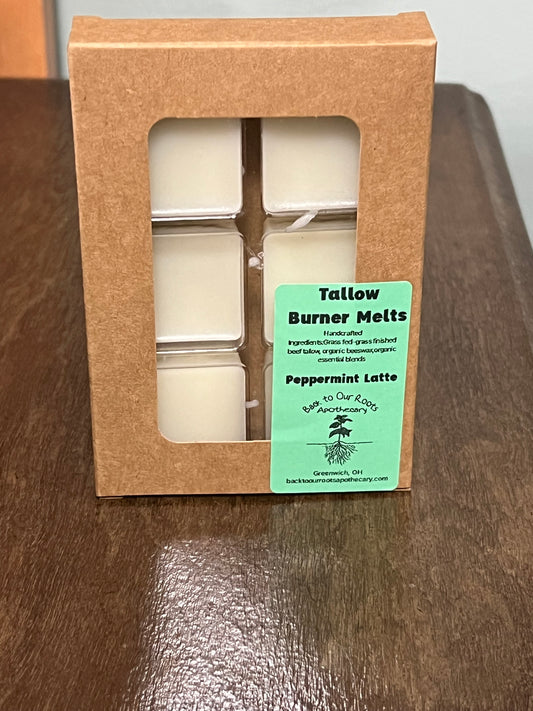 Tallow
Burner Melts
Handcrafted
Ingredients:Grass fed-grass finished
beef tallow, organic beeswax,organic
essential blends
Peppermint Latte
Back to Our Roots
Apothecary
Greenwich, OH
backtoourrootsapothecary.com